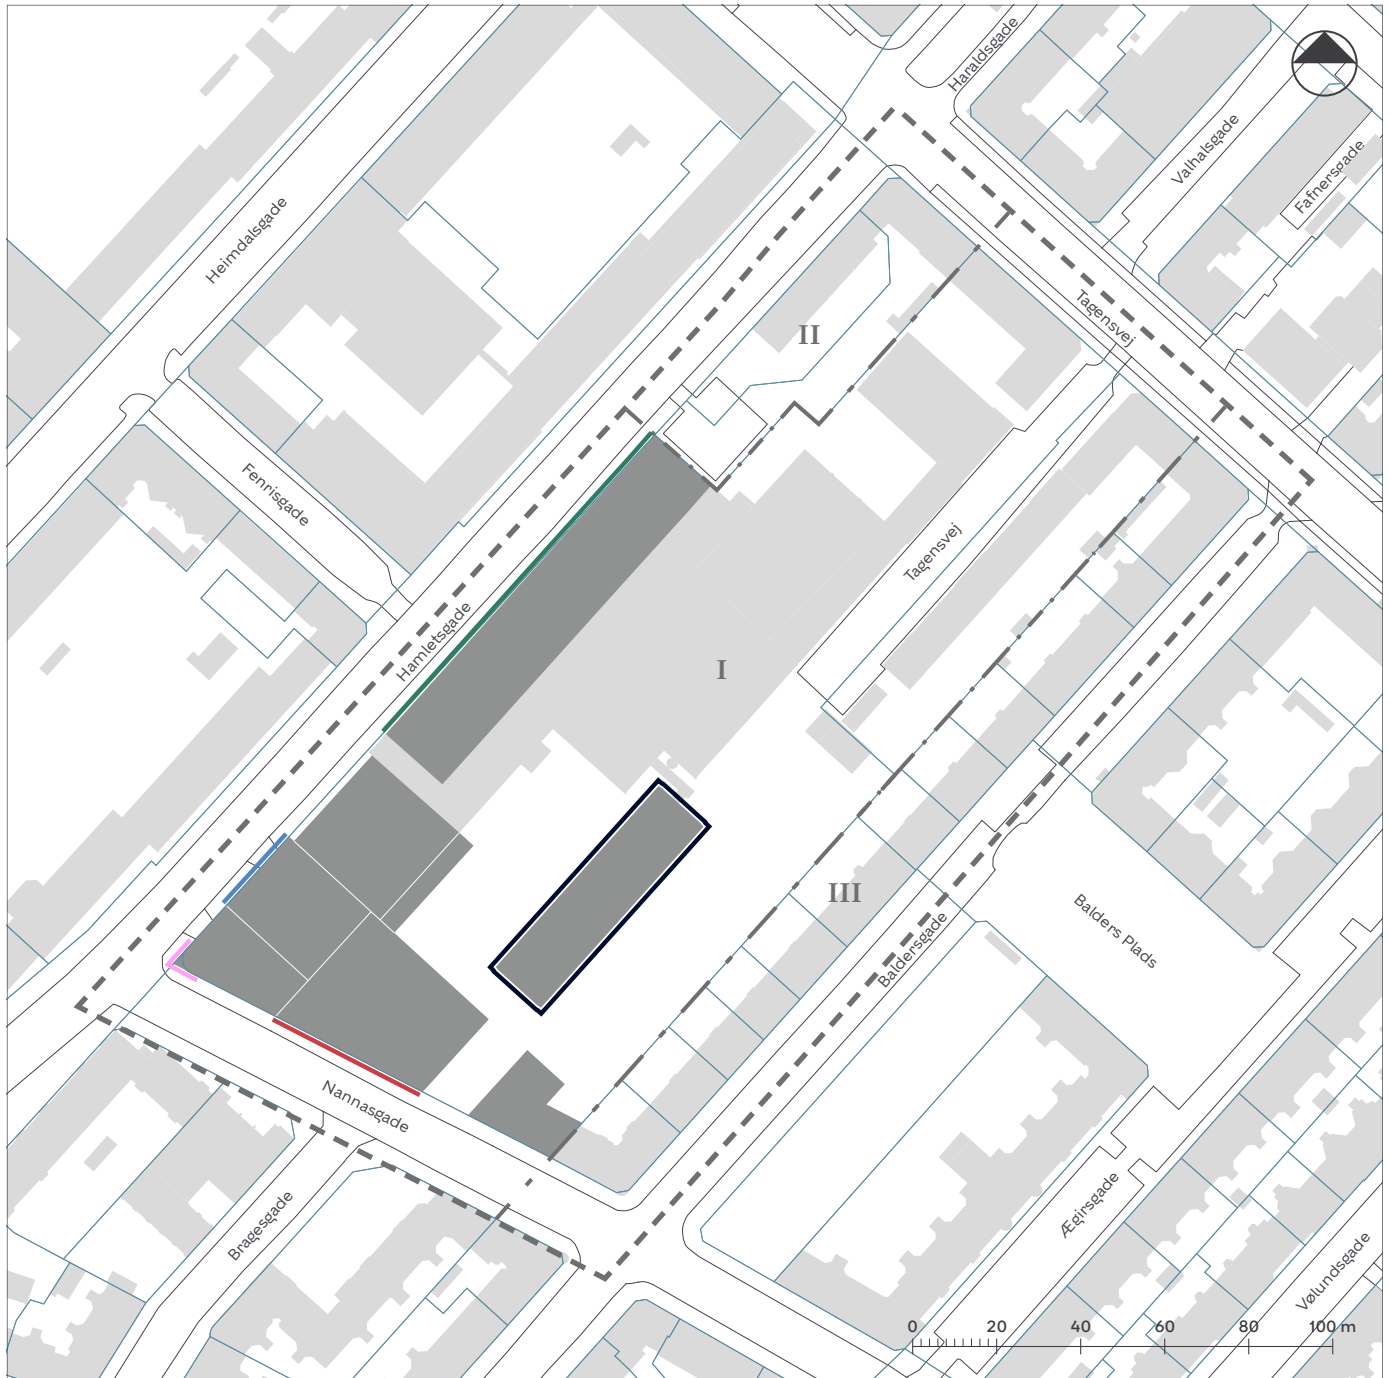 Haraldsgade
Valhalsgade
Fafnersgade
Heimdalsgade
Tagensvej
II
Fenrisgade
Tagensvej
Hamletsgade
I
III
Balders Plads
Baldersgade
Nannasgade
Bragesgade
Ægirsgade
Vølundsgade
0 20 40 60 80 100 m